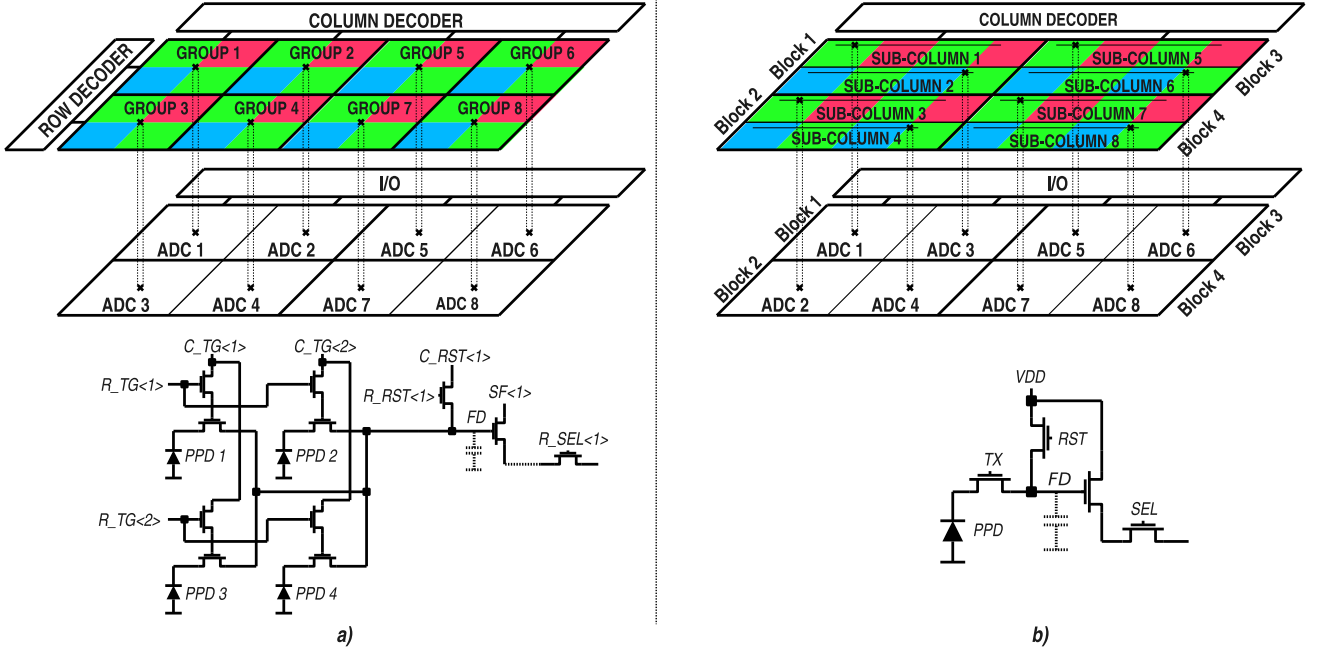 COLUMN DECODER
ROW DECODER
GROUP 1
GROUP 2
GROUP 5
GROUP 6
GROUP 3
GROUP 4
GROUP 7
GROUP 8
I/O
ADC 1
ADC 2
ADC 5
ADC 6
ADC 3
ADC 4
ADC 7
ADC 8
C_TG<1>
C_TG<2>
C_RST<1>
R_TG<1>
R_RST<1>
SF<1>
FD
R_SEL<1>
PPD 1
PPD 2
R_TG<2>
PPD 3
PPD 4
a)
COLUMN DECODER
Block 1
Block 2
Block 3
Block 4
SUB-COLUMN 1
SUB-COLUMN 5
SUB-COLUMN 2
SUB-COLUMN 6
SUB-COLUMN 3
SUB-COLUMN 7
SUB-COLUMN 4
SUB-COLUMN 8
I/O
Block 1
Block 2
Block 3
Block 4
ADC 1
ADC 3
ADC 5
ADC 6
ADC 2
ADC 4
ADC 7
ADC 8
VDD
RST
TX
FD
SEL
PPD
b)